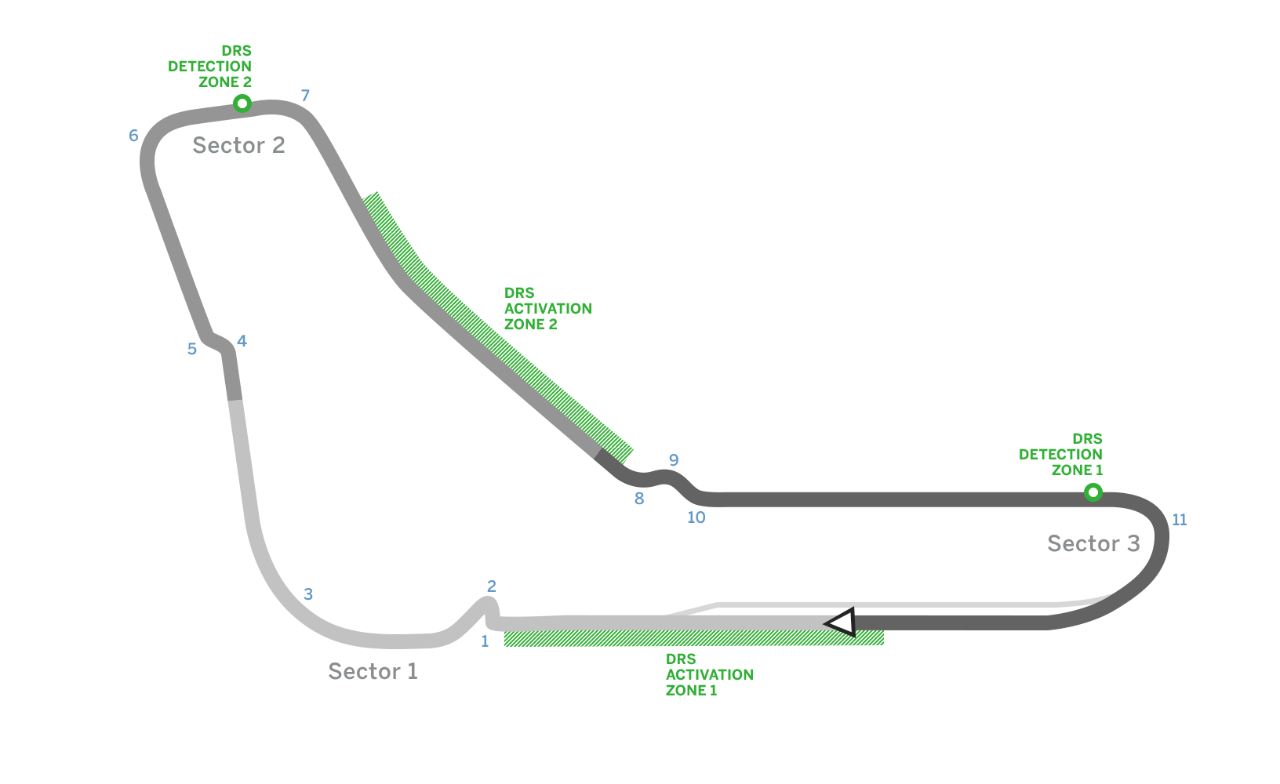 DRS
DETECTION
ZONE 2
7
6
Sector 2
DRS
ACTIVATION
ZONE 2
4
5
DRS
DETECTION
ZONE 1
9
8
10
11
Sector 3
2
3
1
DRS
ACTIVATION
ZONE 1
Sector 1